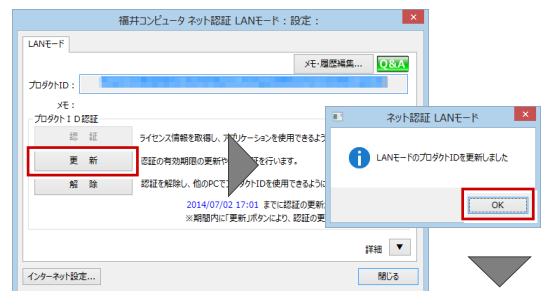 福井コンピュータ ネット認証 LANモード：設定：
LANモード
メモ・履歴編集...
Q&A
プロダクトID：
メモ：
プロダクトＩＤ認証
認 証
ライセンス情報を取得し、アプリケーションを使用できるよう
更 新
認証の有効期限の更新や
証を行います。
解 除
認証を解除し、他のPCでプロダクトIDを使用できるように
2014/07/02 17:01 までに認証の更新
※期間内に「更新」ボタンにより、認証の更
詳細 ▼
インターネット設定...
閉じる
ネット認証 LANモード
LANモードのプロダクトIDを更新しました
OK